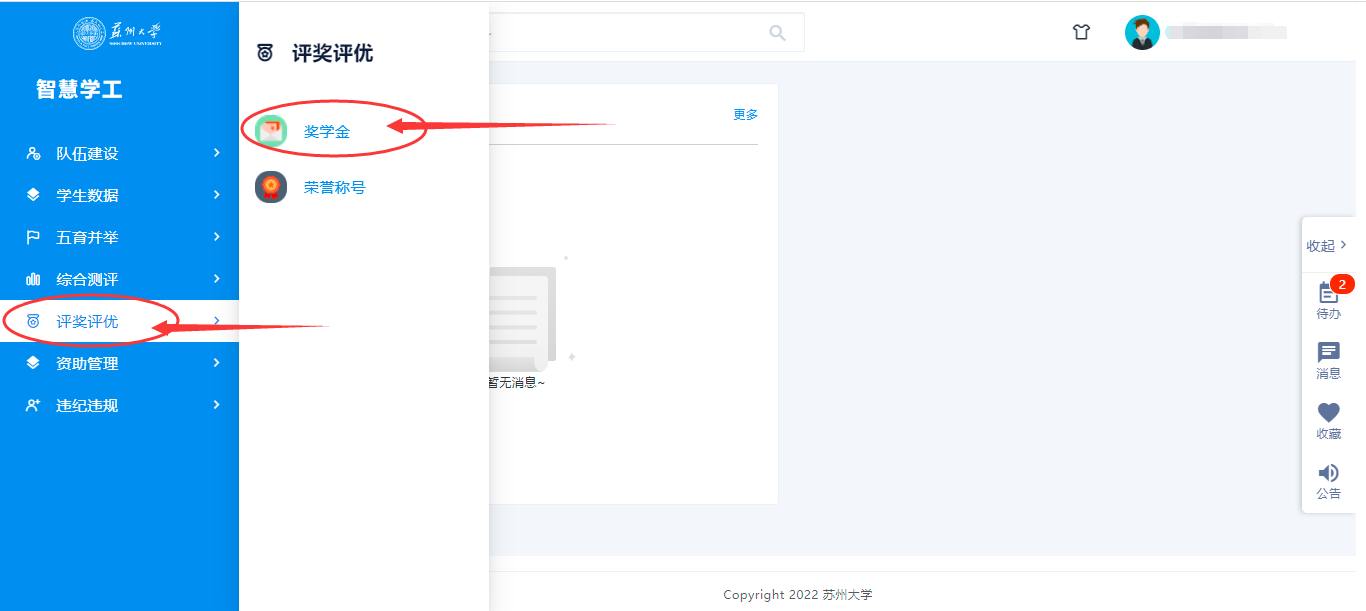 苏州大学
SOOCHOW UNIVERSITY
智慧学工
队伍建设
学生数据
五育并举
综合测评
评奖评优
资助管理
违纪违规
评奖评优
奖学金
荣誉称号
更多
暂无消息~
收起
2
待办
消息
收藏
公告
Copyright 2022 苏州大学